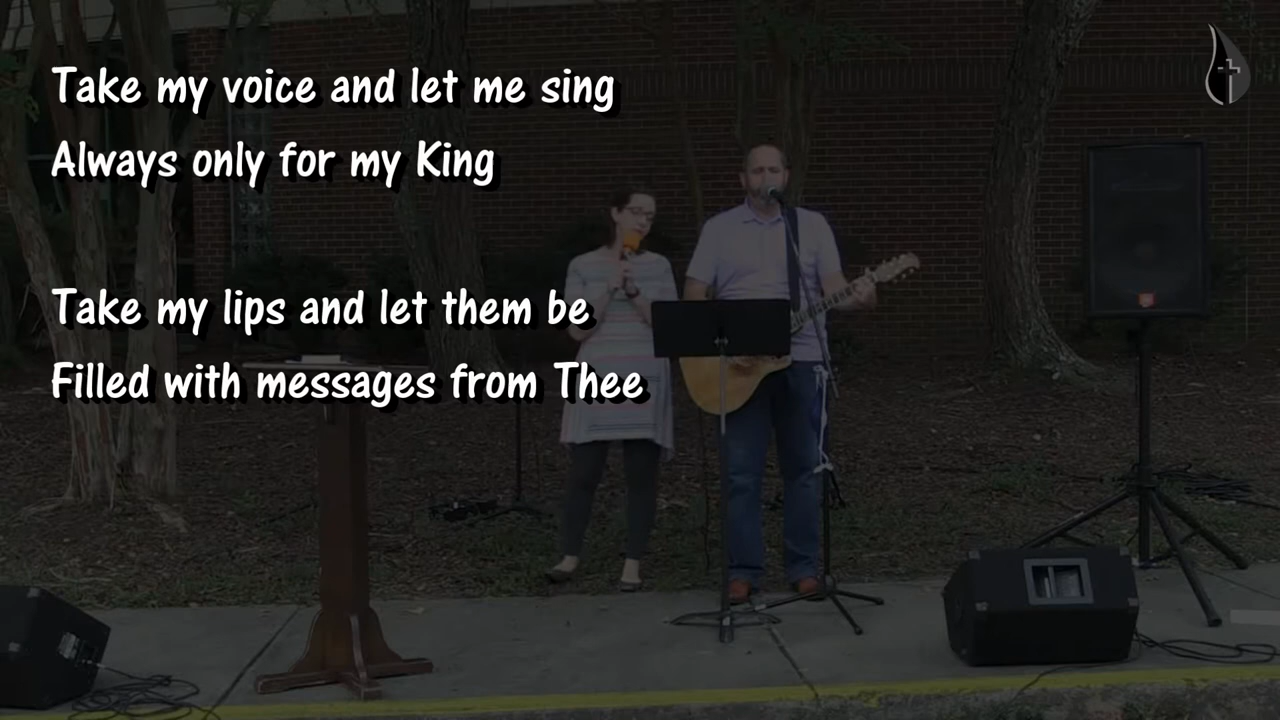 Take my voice and let me sing
Always only for my King
Take my lips and let them be
Filled with messages from Thee